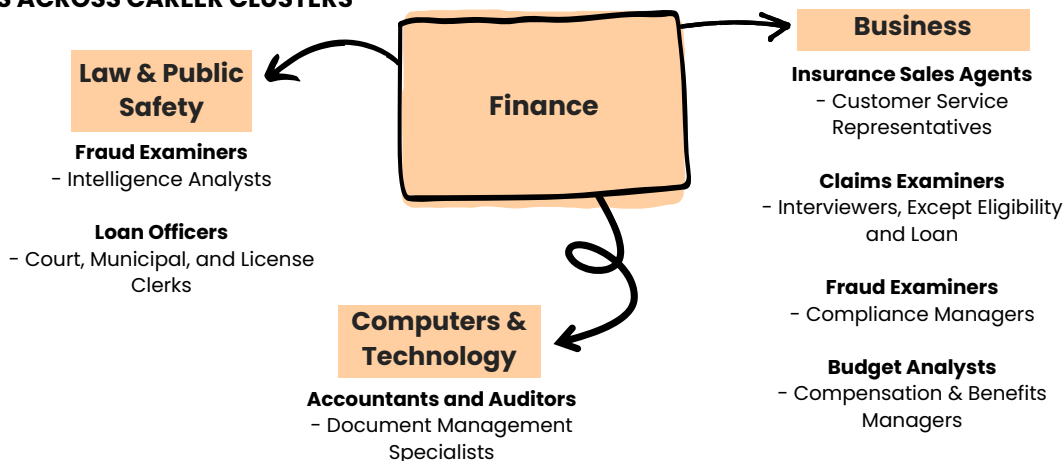 S ACROSS CAREER CLUSTERS
Finance
Law & Public
Safety
Fraud Examiners
- Intelligence Analysts
Loan Officers
- Court, Municipal, and License
Clerks
Computers &
Technology
Accountants and Auditors
- Document Management
Specialists
Business
Insurance Sales Agents
- Customer Service
Representatives
Claims Examiners
- Interviewers, Except Eligibility
and Loan
Fraud Examiners
- Compliance Managers
Budget Analysts
- Compensation & Benefits
Managers